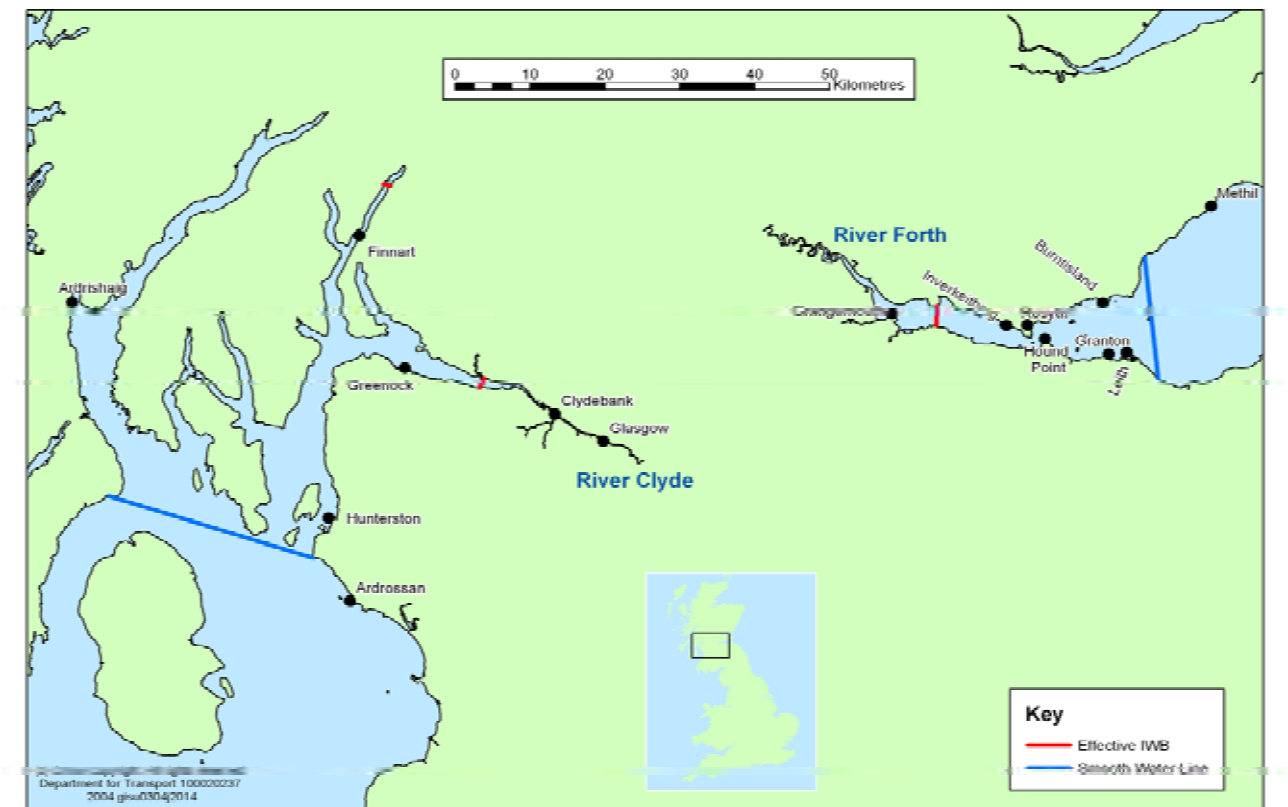 0 10 20 30 40 50
Kilometres
Methil
River Forth
Finnart
Burntisland
Inverkeithing
Ardrishaig
Grangemouth
Rosyth
Granton
Hound
Point
Leith
Greenock
Clydebank
Glasgow
River Clyde
Hunterston
Ardrossan
Key
Effective IWB
Smooth Water Line
Department for Transport 100020237
2004 gisu0304j2014